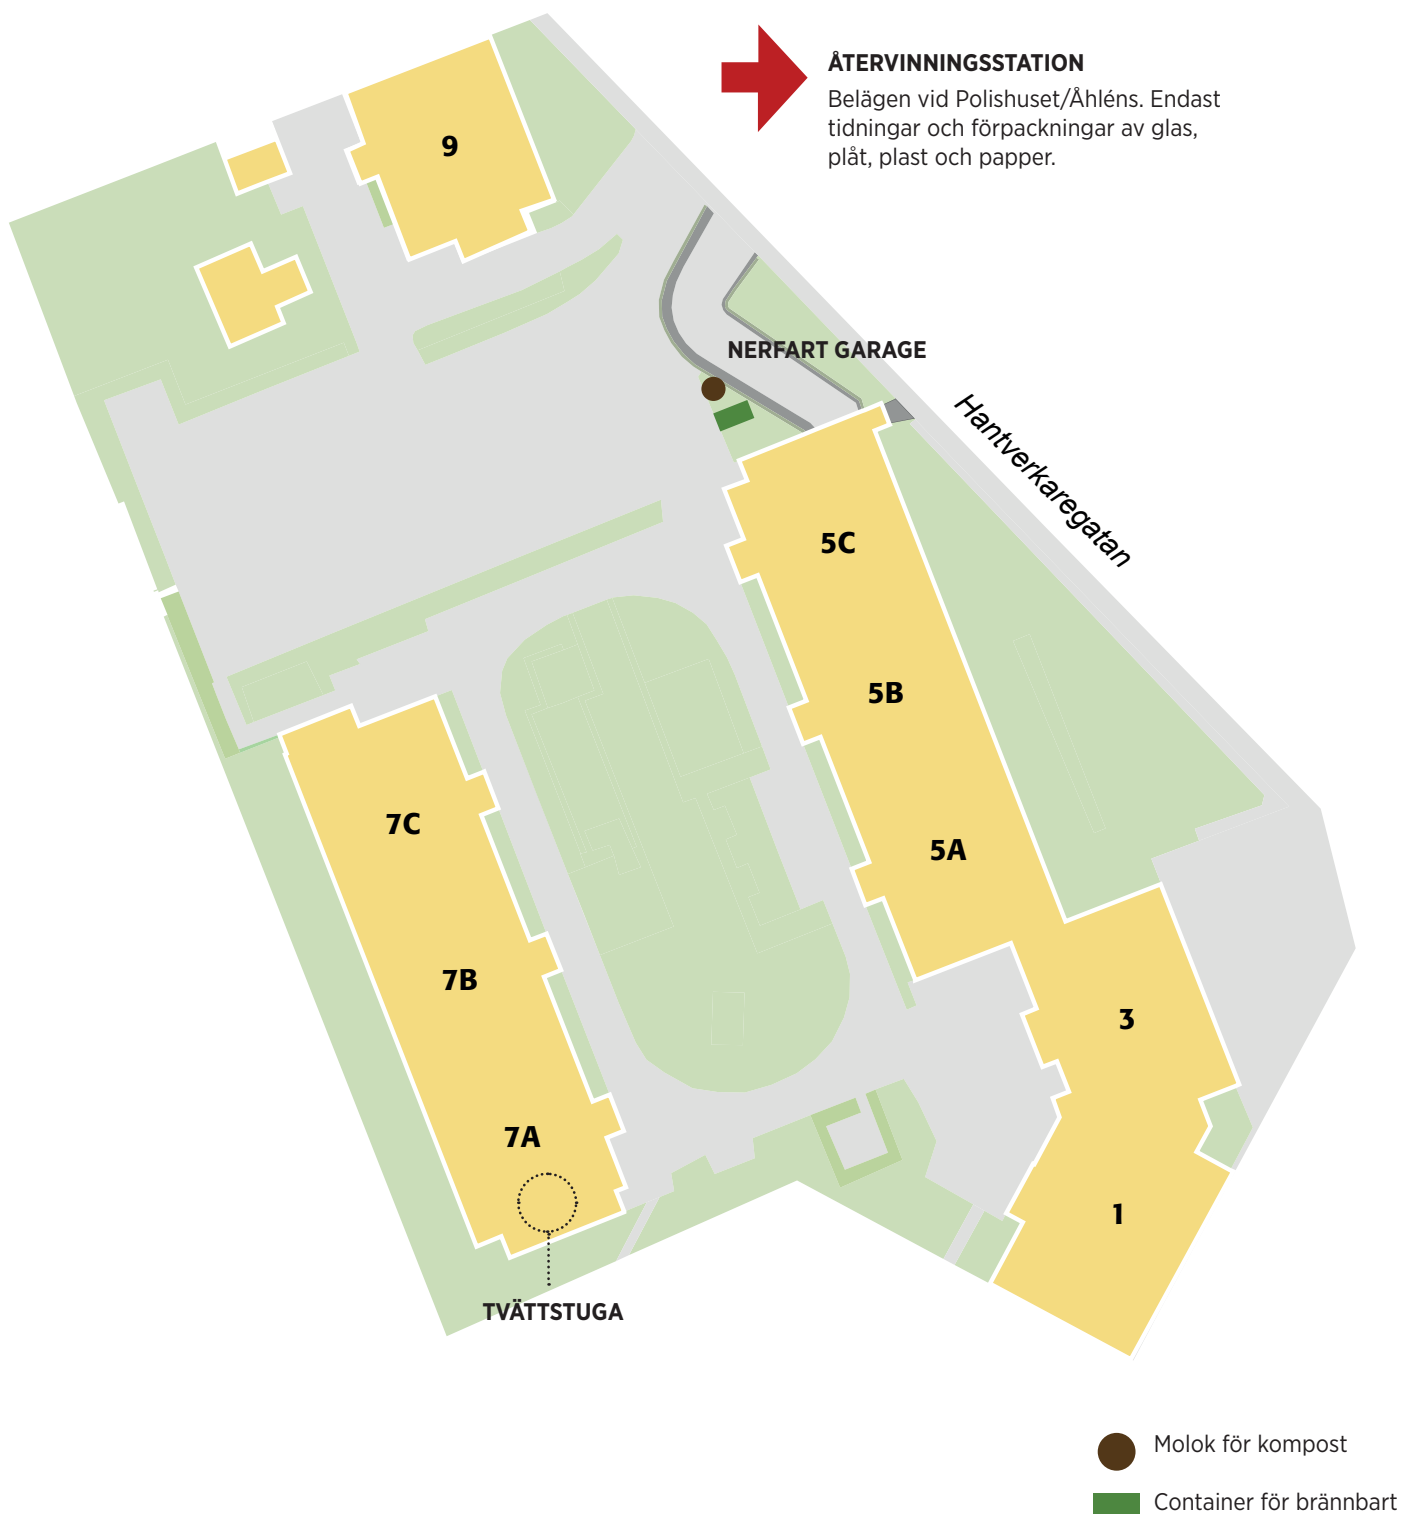 ÅTERVINNINGSSTATION
Belägen vid Polishuset/Åhléns. Endast
tidningar och förpackningar av glas,
plåt, plast och papper.
9
NERFART GARAGE
Hantverkaregatan
5C
5B
7C
5A
7B
3
7A
1
TVÄTTSTUGA
Molok för kompost
Container för brännbart